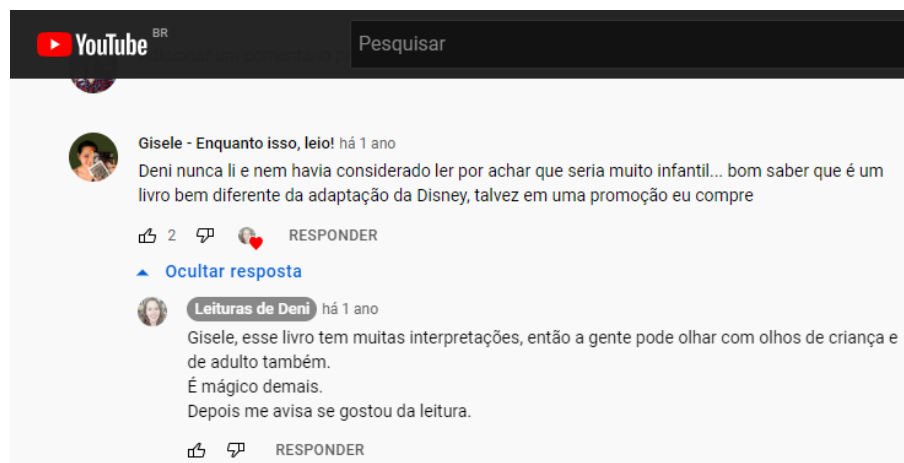 YouTube BR
Pesquisar
Gisele - Enquanto isso, leio! há 1 ano
Deni nunca li e nem havia considerado ler por achar que seria muito infantil... bom saber que é um
livro bem diferente da adaptação da Disney, talvez em uma promoção eu compre
2 RESPONDER
Ocultar resposta
Leituras de Deni há 1 ano
Gisele, esse livro tem muitas interpretações, então a gente pode olhar com olhos de criança e
de adulto também.
É mágico demais.
Depois me avisa se gostou da leitura.
RESPONDER